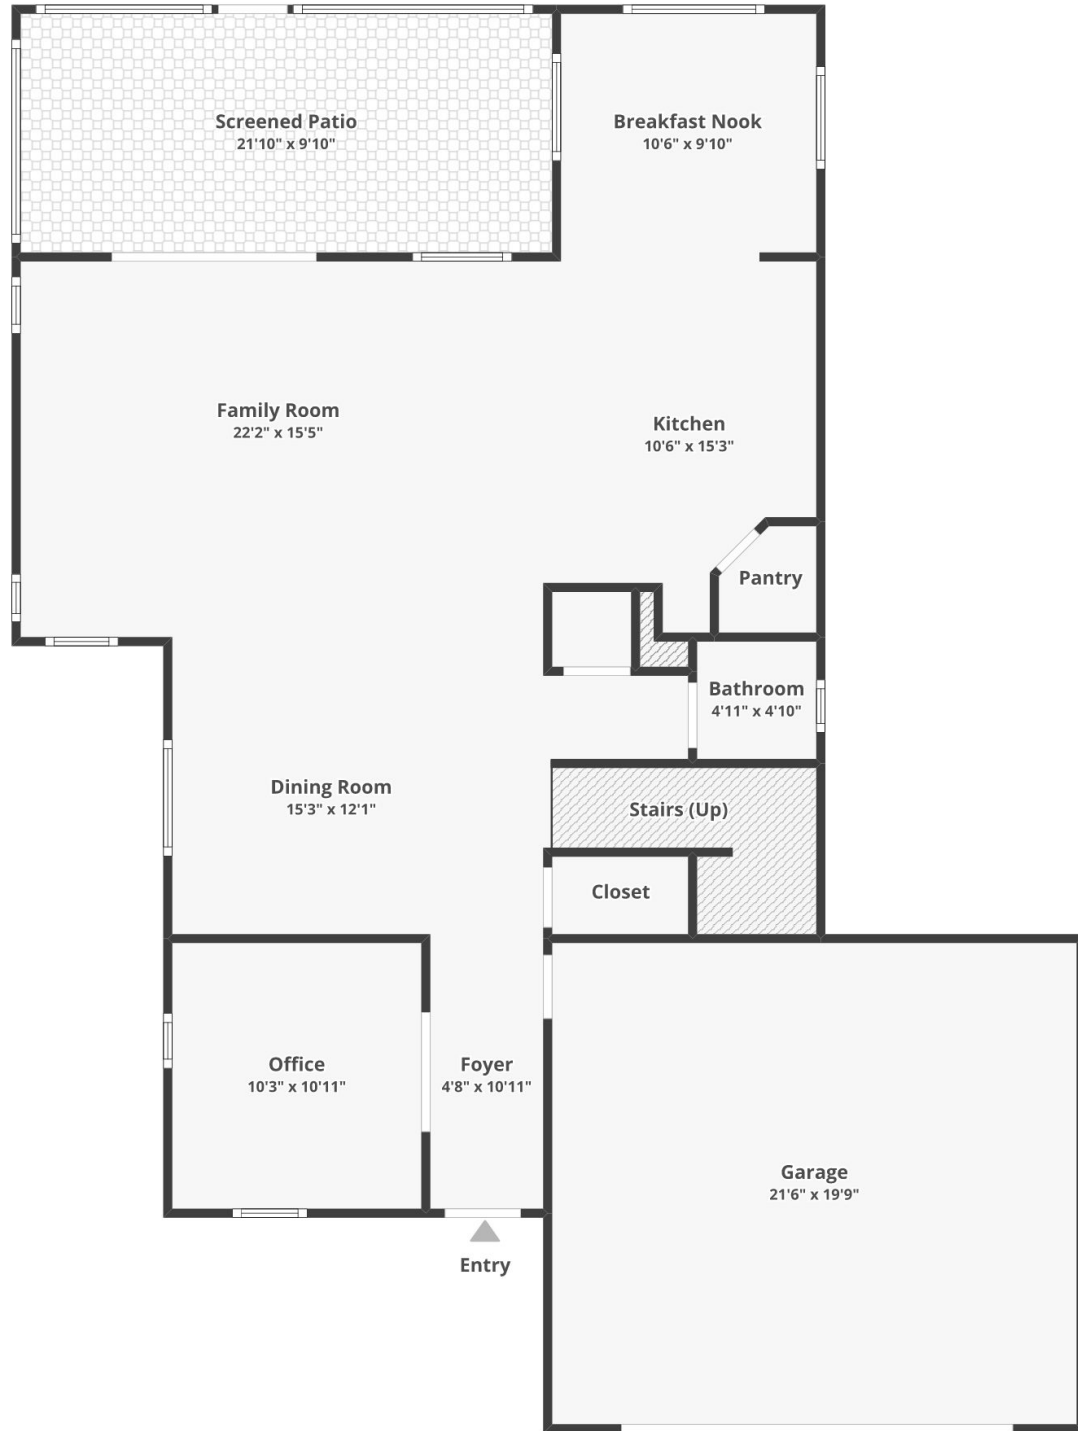 Screened Patio
21'10" x 9'10"
Breakfast Nook
10'6" x 9'10"
Family Room
22'2" x 15'5"
Kitchen
10'6" x 15'3"
Pantry
Bathroom
4'11" x 4'10"
Dining Room
15'3" x 12'1"
Stairs (Up)
Closet
Office
10'3" x 10'11"
Foyer
4'8" x 10'11"
Garage
21'6" x 19'9"
Entry